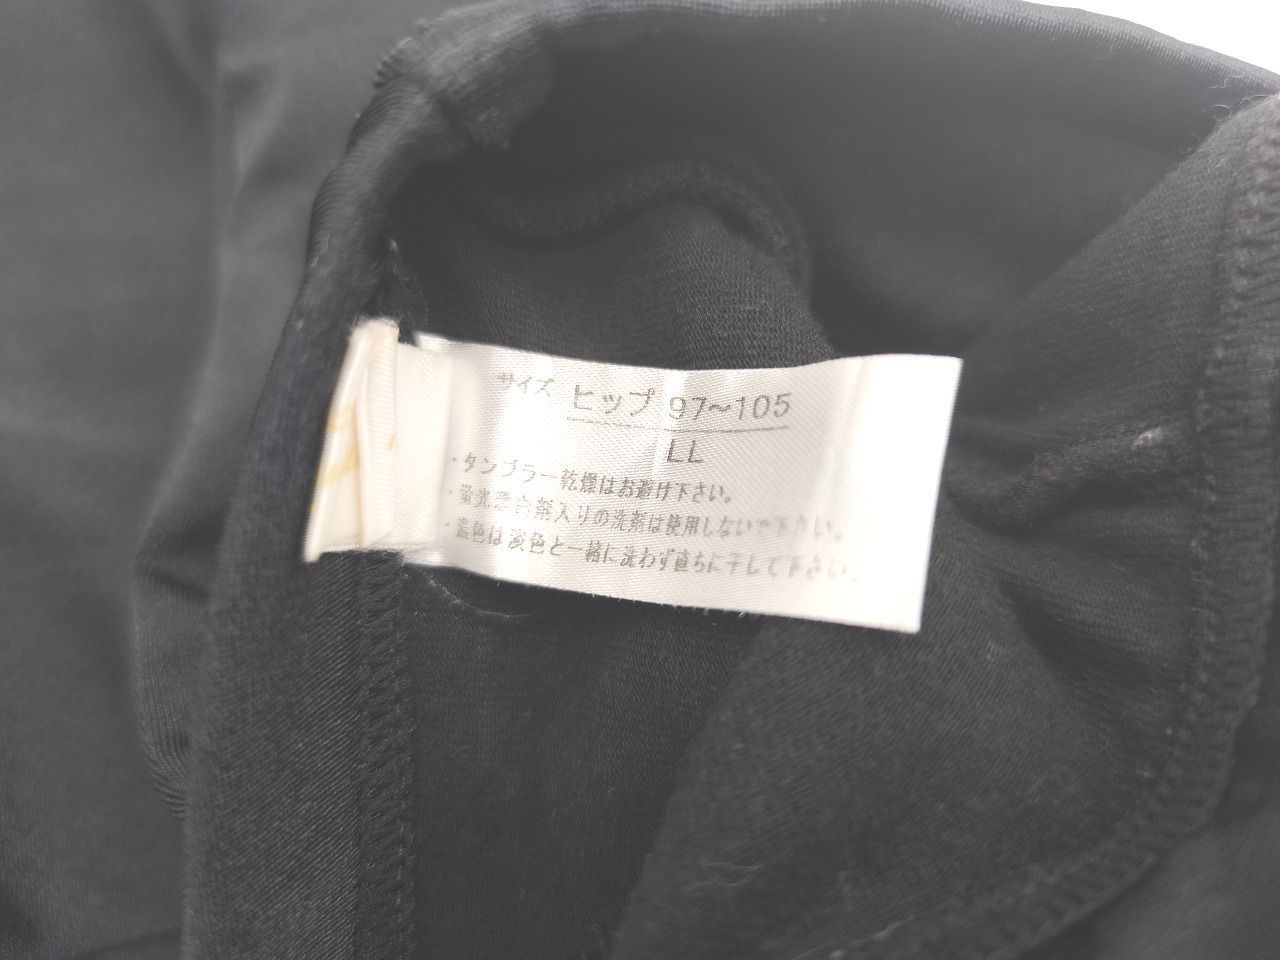 サイズ ヒップ 97~105
LL
・タンブラー乾燥はお避け下さい。
・蛍光漂白剤入りの洗剤は使用しないで下さい。
・濃色は淡色と一緒に洗わず直ちに干して下さい。